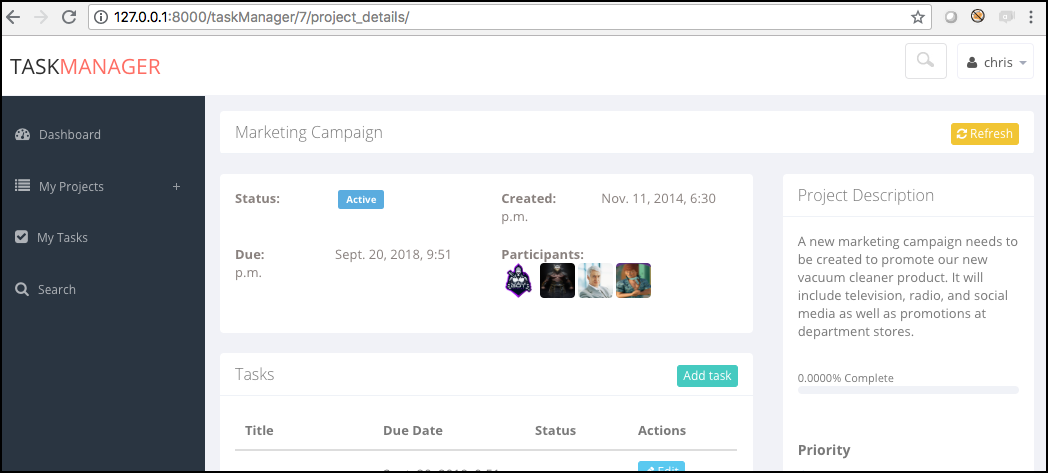 127.0.0.1:8000/taskManager/7/project_details/
TASKMANAGER
chris
Dashboard
My Projects +
My Tasks
Search
Marketing Campaign
Refresh
Status: Active
Created: Nov. 11, 2014, 6:30
p.m.
Due: Sept. 20, 2018, 9:51
p.m.
Participants:
Tasks
Add task
Title Due Date Status Actions
Edit
Project Description
A new marketing campaign needs to
be created to promote our new
vacuum cleaner product. It will
include television, radio, and social
media as well as promotions at
department stores.
0.0000% Complete
Priority